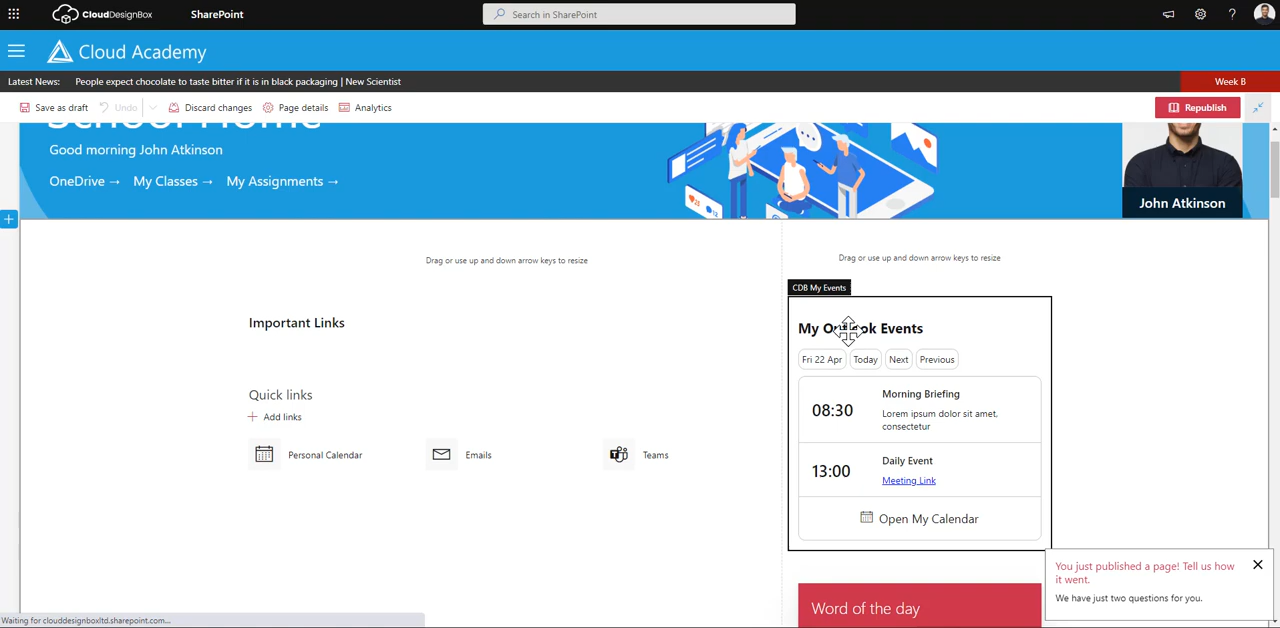 CloudDesignBox
SharePoint
Search in SharePoint
Cloud Academy
Latest News:
People expect chocolate to taste bitter if it is in black packaging | New Scientist
Week B
Save as draft
Undo
Discard changes
Page details
Analytics
Republish
School Home
Good morning John Atkinson
OneDrive →
My Classes →
My Assignments →
John Atkinson
Drag or use up and down arrow keys to resize
Drag or use up and down arrow keys to resize
CDB My Events
Important Links
My Outlook Events
Fri 22 Apr
Today
Next
Previous
Quick links
Add links
08:30
Morning Briefing
Lorem ipsum dolor sit amet,
consectetur
Personal Calendar
Emails
Teams
13:00
Daily Event
Meeting Link
Open My Calendar
You just published a page! Tell us how
it went.
We have just two questions for you.
Word of the day
Waiting for clouddesignboxltd.sharepoint.com...